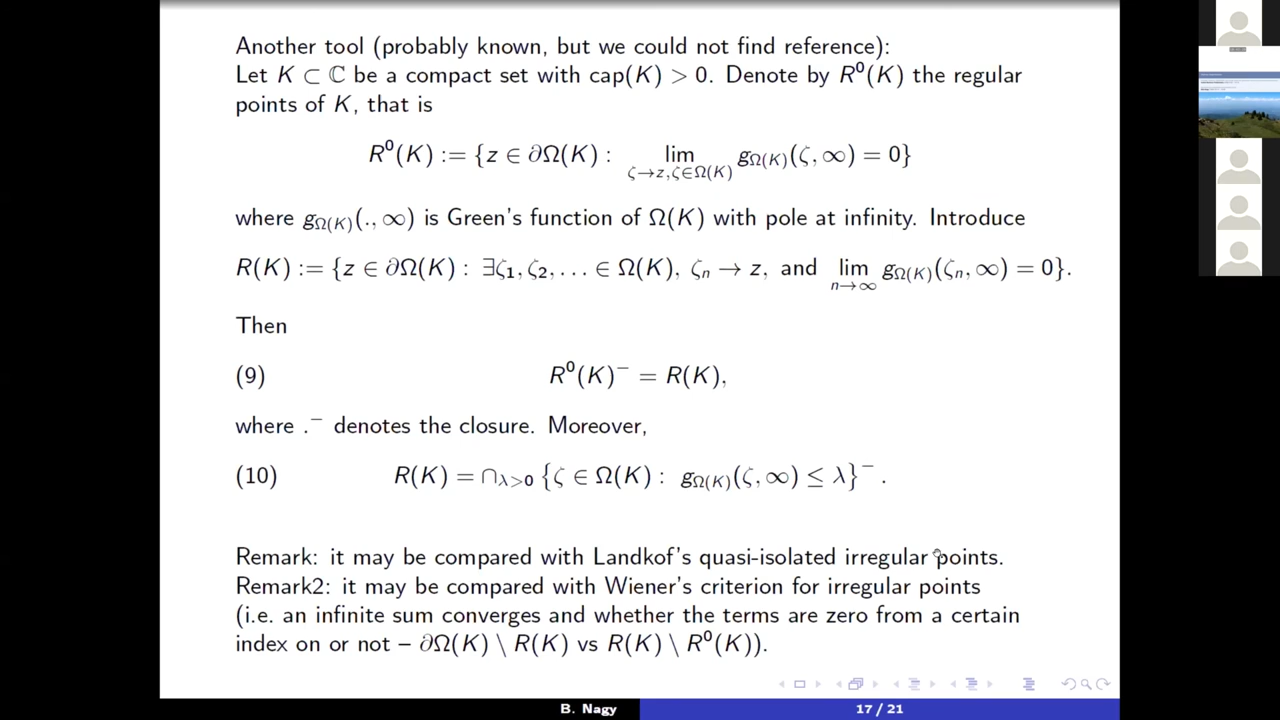 Another tool (probably known, but we could not find reference):
Let K ⊂ ℂ be a compact set with cap(K) > 0. Denote by R⁰(K) the regular
points of K, that is
R⁰(K) := {z ∈ ∂Ω(K) : lim_{ζ→z,ζ∈Ω(K)} g_{Ω(K)}(ζ, ∞) = 0}
where g_{Ω(K)}(., ∞) is Green's function of Ω(K) with pole at infinity. Introduce
R(K) := {z ∈ ∂Ω(K) : ∃ζ₁, ζ₂, . . . ∈ Ω(K), ζₙ → z, and lim_{n→∞} g_{Ω(K)}(ζₙ, ∞) = 0}.
Then
(9) R⁰(K)⁻ = R(K),
where .⁻ denotes the closure. Moreover,
(10) R(K) = ∩_{λ>0} {ζ ∈ Ω(K) : g_{Ω(K)}(ζ, ∞) ≤ λ}⁻ .
Remark: it may be compared with Landkof's quasi-isolated irregular points.
Remark2: it may be compared with Wiener's criterion for irregular points
(i.e. an infinite sum converges and whether the terms are zero from a certain
index on or not – ∂Ω(K) \ R(K) vs R(K) \ R⁰(K)).
B. Nagy
17 / 21